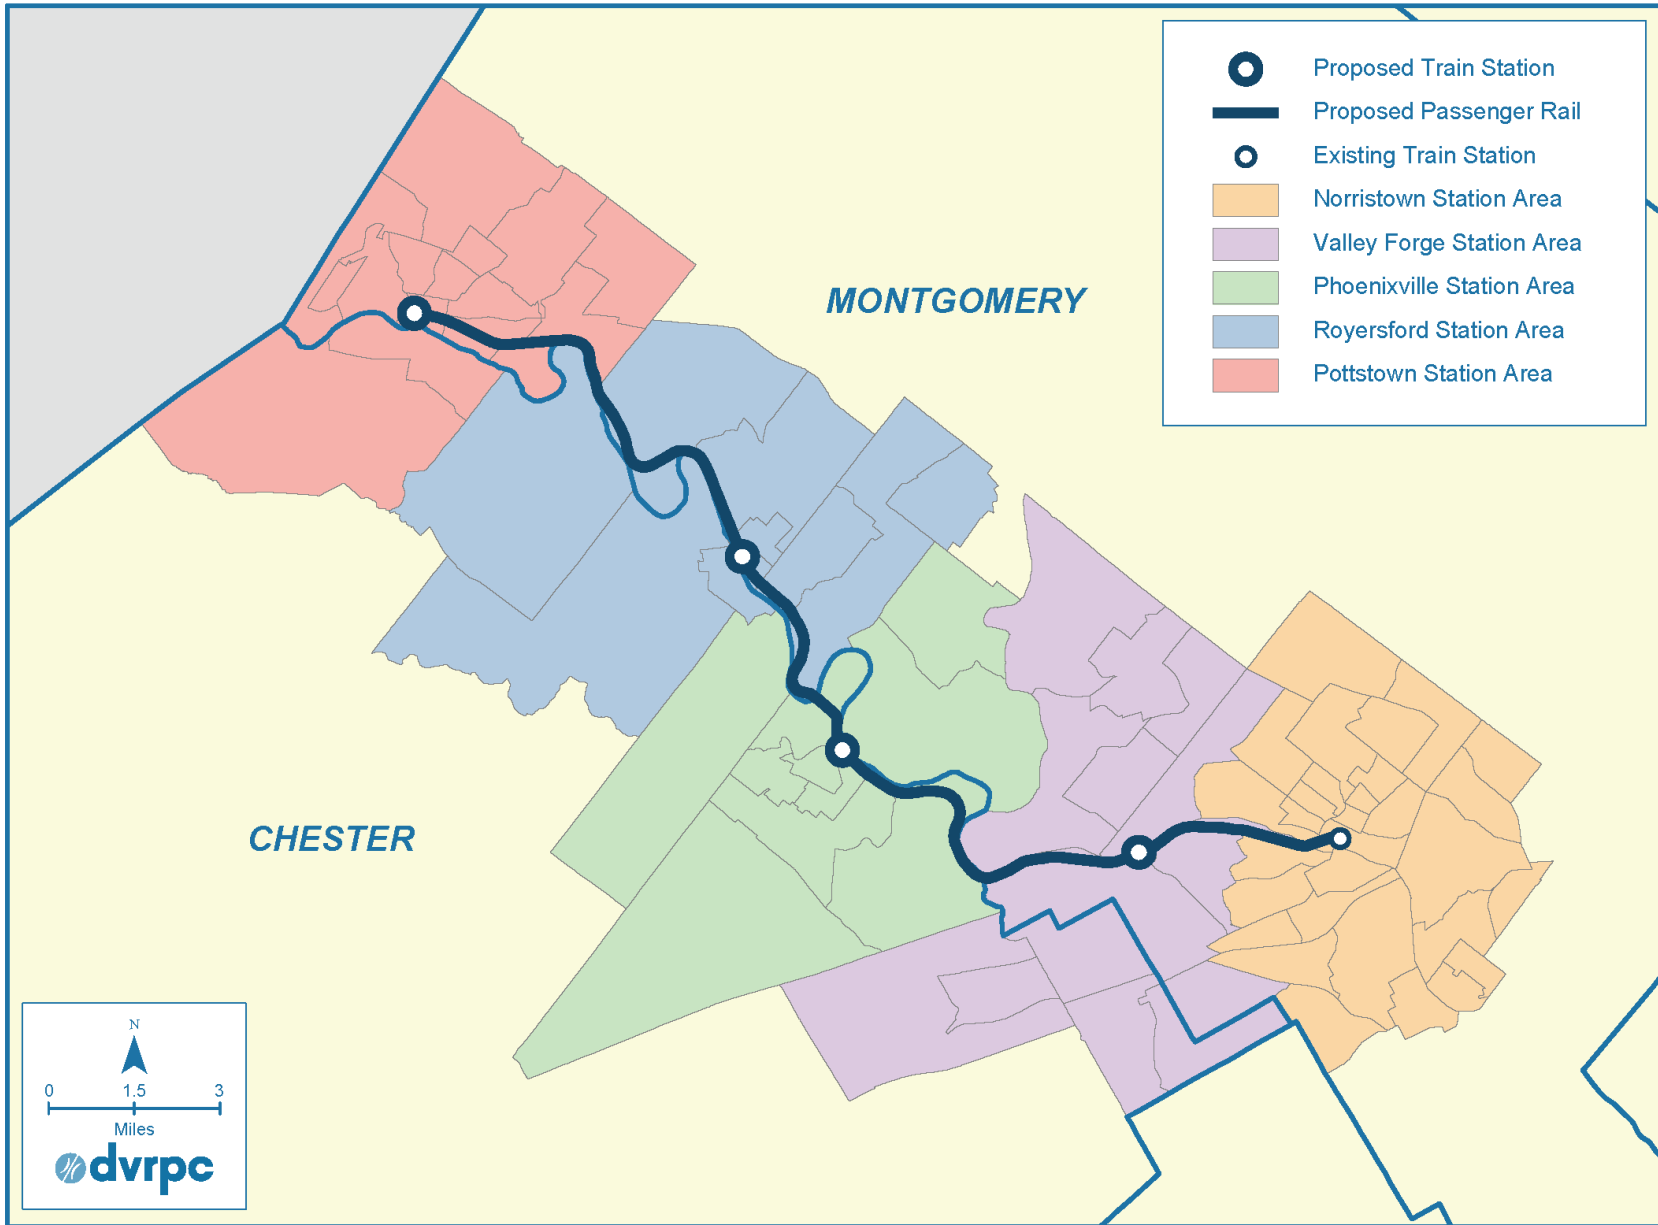 Proposed Train Station
Proposed Passenger Rail
Existing Train Station
Norristown Station Area
Valley Forge Station Area
Phoenixville Station Area
Royersford Station Area
Pottstown Station Area
MONTGOMERY
CHESTER
N
0 1.5 3
Miles
dvrpc